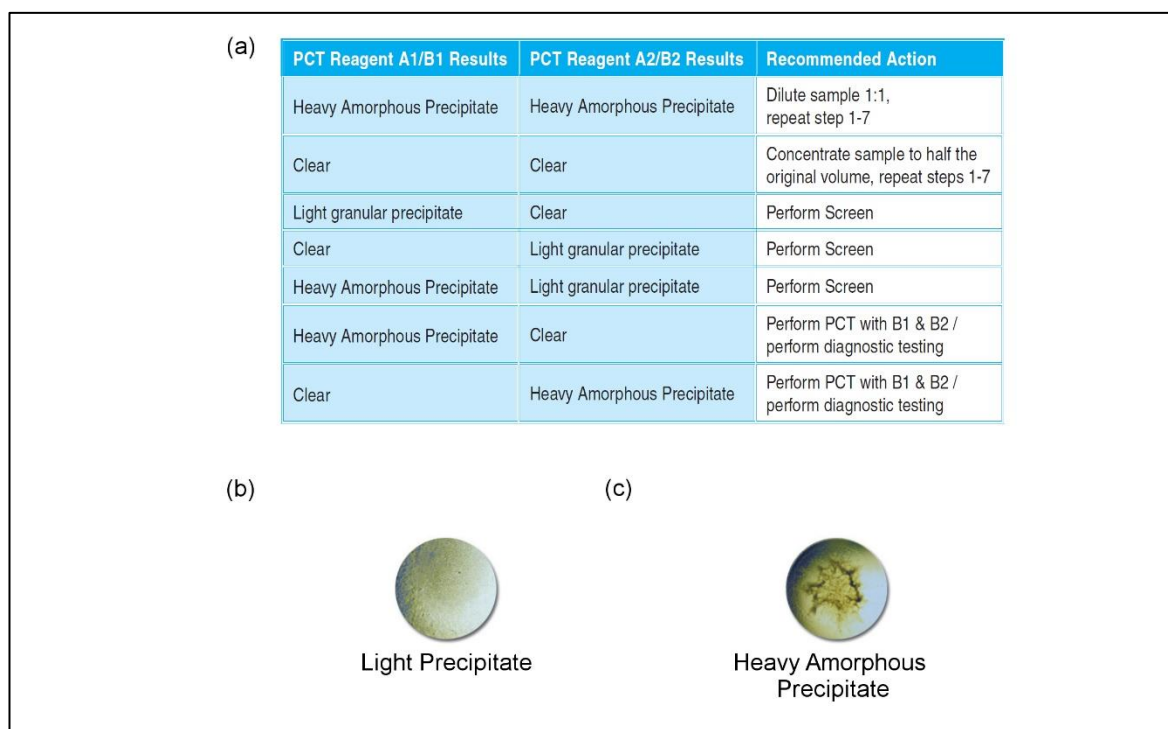 (a)
PCT Reagent A1/B1 Results PCT Reagent A2/B2 Results Recommended Action
Heavy Amorphous Precipitate Heavy Amorphous Precipitate Dilute sample 1:1,
repeat step 1-7
Clear Clear Concentrate sample to half the
original volume, repeat steps 1-7
Light granular precipitate Clear Perform Screen
Clear Light granular precipitate Perform Screen
Heavy Amorphous Precipitate Light granular precipitate Perform Screen
Heavy Amorphous Precipitate Clear Perform PCT with B1 & B2 /
perform diagnostic testing
Clear Heavy Amorphous Precipitate Perform PCT with B1 & B2 /
perform diagnostic testing
(b) (c)
Light Precipitate Heavy Amorphous
Precipitate